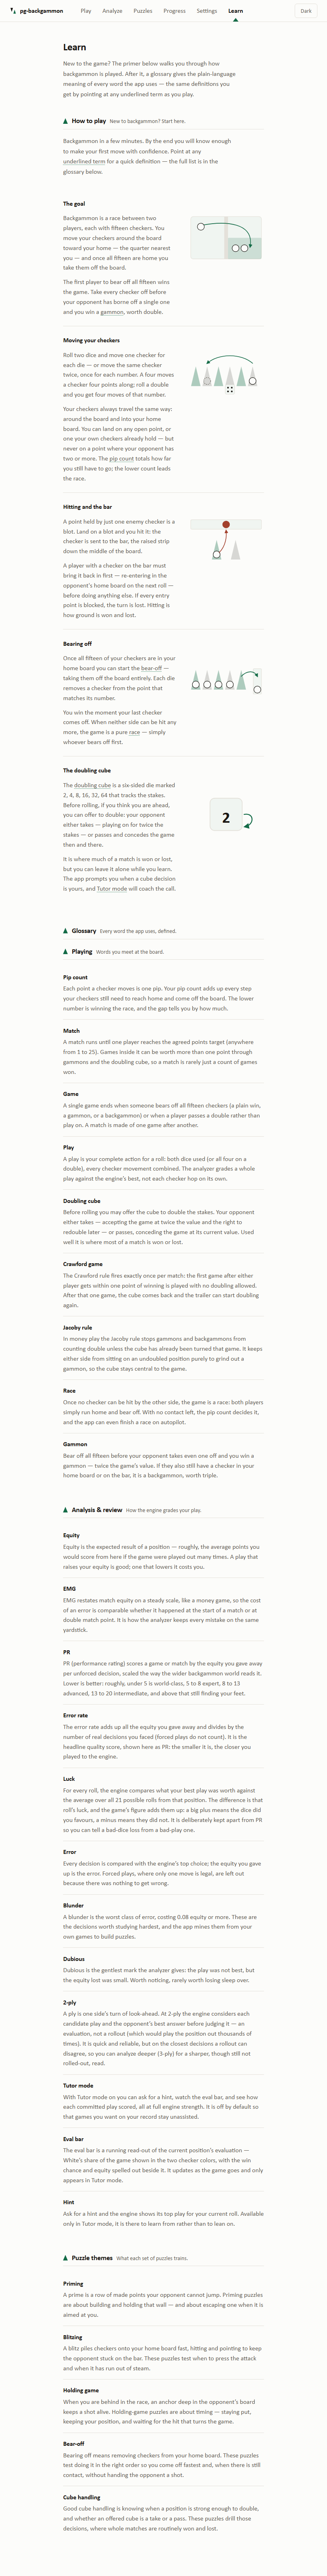 pg-backgammon Play Analyze Puzzles Progress Settings Learn Dark
Learn
New to the game? The primer below walks you through how
backgammon is played. After it, a glossary gives the plain-language
meaning of every word the app uses — the same definitions you
get by pointing at any underlined term as you play.
How to play New to backgammon? Start here.
Backgammon in a few minutes. By the end you will know enough
to make your first move with confidence. Point at any
underlined term for a quick definition — the full list is in the
glossary below.
The goal
Backgammon is a race between two
players, each with fifteen checkers. You
move your checkers around the board
toward your home — the quarter nearest
you — and once all fifteen are home you
take them off the board.
The first player to bear off all fifteen wins
the game. Take every checker off before
your opponent has borne off a single one
and you win a gammon, worth double.
Moving your checkers
Roll two dice and move one checker for
each die — or move the same checker
twice, once for each number. A four moves
a checker four points along; roll a double
and you get four moves of that number.
Your checkers always travel the same way:
around the board and into your home
board. You can land on any open point, or
one your own checkers already hold — but
never on a point where your opponent has
two or more. The pip count totals how far
you still have to go; the lower count leads
the race.
Hitting and the bar
A point held by just one enemy checker is a
blot. Land on a blot and you hit it: the
checker is sent to the bar, the raised strip
down the middle of the board.
A player with a checker on the bar must
bring it back in first — re-entering in the
opponent's home board on the next roll —
before doing anything else. If every entry
point is blocked, the turn is lost. Hitting is
how ground is won and lost.
Bearing off
Once all fifteen of your checkers are in your
home board you can start the bear-off —
taking them off the board entirely. Each die
removes a checker from the point that
matches its number.
You win the moment your last checker
comes off. When neither side can be hit any
more, the game is a pure race — simply
whoever bears off first.
The doubling cube
The doubling cube is a six-sided die marked
2, 4, 8, 16, 32, 64 that tracks the stakes.
Before rolling, if you think you are ahead,
you can offer to double: your opponent
either takes — playing on for twice the
stakes — or passes and concedes the game
then and there.
2
It is where much of a match is won or lost,
but you can leave it alone while you learn.
The app prompts you when a cube decision
is yours, and Tutor mode will coach the call.
Glossary Every word the app uses, defined.
Playing Words you meet at the board.
Pip count
Each point a checker moves is one pip. Your pip count adds up every step
your checkers still need to reach home and come off the board. The lower
number is winning the race, and the gap tells you by how much.
Match
A match runs until one player reaches the agreed points target (anywhere
from 1 to 25). Games inside it can be worth more than one point through
gammons and the doubling cube, so a match is rarely just a count of games
won.
Game
A single game ends when someone bears off all fifteen checkers (a plain win,
a gammon, or a backgammon) or when a player passes a double rather than
play on. A match is made of one game after another.
Play
A play is your complete action for a roll: both dice used (or all four on a
double), every checker movement combined. The analyzer grades a whole
play against the engine's best, not each checker hop on its own.
Doubling cube
Before rolling you may offer the cube to double the stakes. Your opponent
either takes — accepting the game at twice the value and the right to
redouble later — or passes, conceding the game at its current value. Used
well it is where most of a match is won or lost.
Crawford game
The Crawford rule fires exactly once per match: the first game after either
player gets within one point of winning is played with no doubling allowed.
After that one game, the cube comes back and the trailer can start doubling
again.
Jacoby rule
In money play the Jacoby rule stops gammons and backgammons from
counting double unless the cube has already been turned that game. It keeps
either side from sitting on an undoubled position purely to grind out a
gammon, so the cube stays central to the game.
Race
Once no checker can be hit by the other side, the game is a race: both players
simply run home and bear off. With no contact left, the pip count decides it,
and the app can even finish a race on autopilot.
Gammon
Bear off all fifteen before your opponent takes even one off and you win a
gammon — twice the game's value. If they also still have a checker in your
home board or on the bar, it is a backgammon, worth triple.
Analysis & review How the engine grades your play.
Equity
Equity is the expected result of a position — roughly, the average points you
would score from here if the game were played out many times. A play that
raises your equity is good; one that lowers it costs you.
EMG
EMG restates match equity on a steady scale, like a money game, so the cost
of an error is comparable whether it happened at the start of a match or at
double match point. It is how the analyzer keeps every mistake on the same
yardstick.
PR
PR (performance rating) scores a game or match by the equity you gave away
per unforced decision, scaled the way the wider backgammon world reads it.
Lower is better: roughly, under 5 is world-class, 5 to 8 expert, 8 to 13
advanced, 13 to 20 intermediate, and above that still finding your feet.
Error rate
The error rate adds up all the equity you gave away and divides by the
number of real decisions you faced (forced plays do not count). It is the
headline quality score, shown here as PR: the smaller it is, the closer you
played to the engine.
Luck
For every roll, the engine compares what your best play was worth against
the average over all 21 possible rolls from that position. The difference is that
roll's luck, and the game's figure adds them up: a big plus means the dice did
you favours, a minus means they did not. It is deliberately kept apart from PR
so you can tell a bad-dice loss from a bad-play one.
Error
Every decision is compared with the engine's top choice; the equity you gave
up is the error. Forced plays, where only one move is legal, are left out
because there was nothing to get wrong.
Blunder
A blunder is the worst class of error, costing 0.08 equity or more. These are
the decisions worth studying hardest, and the app mines them from your
own games to build puzzles.
Dubious
Dubious is the gentlest mark the analyzer gives: the play was not best, but
the equity lost was small. Worth noticing, rarely worth losing sleep over.
2-ply
A ply is one side's turn of look-ahead. At 2-ply the engine considers each
candidate play and the opponent's best answer before judging it — an
evaluation, not a rollout (which would play the position out thousands of
times). It is quick and reliable, but on the closest decisions a rollout can
disagree, so you can analyze deeper (3-ply) for a sharper, though still not
rolled-out, read.
Tutor mode
With Tutor mode on you can ask for a hint, watch the eval bar, and see how
each committed play scored, all at full engine strength. It is off by default so
that games you want on your record stay unassisted.
Eval bar
The eval bar is a running read-out of the current position's evaluation —
White's share of the game shown in the two checker colors, with the win
chance and equity spelled out beside it. It updates as the game goes and only
appears in Tutor mode.
Hint
Ask for a hint and the engine shows its top play for your current roll. Available
only in Tutor mode, it is there to learn from rather than to lean on.
Puzzle themes What each set of puzzles trains.
Priming
A prime is a row of made points your opponent cannot jump. Priming puzzles
are about building and holding that wall — and about escaping one when it is
aimed at you.
Blitzing
A blitz piles checkers onto your home board fast, hitting and pointing to keep
the opponent stuck on the bar. These puzzles test when to press the attack
and when it has run out of steam.
Holding game
When you are behind in the race, an anchor deep in the opponent's board
keeps a shot alive. Holding-game puzzles are about timing — staying put,
keeping your position, and waiting for the hit that turns the game.
Bear-off
Bearing off means removing checkers from your home board. These puzzles
test doing it in the right order so you come off fastest and, when there is still
contact, without handing the opponent a shot.
Cube handling
Good cube handling is knowing when a position is strong enough to double,
and whether an offered cube is a take or a pass. These puzzles drill those
decisions, where whole matches are routinely won and lost.